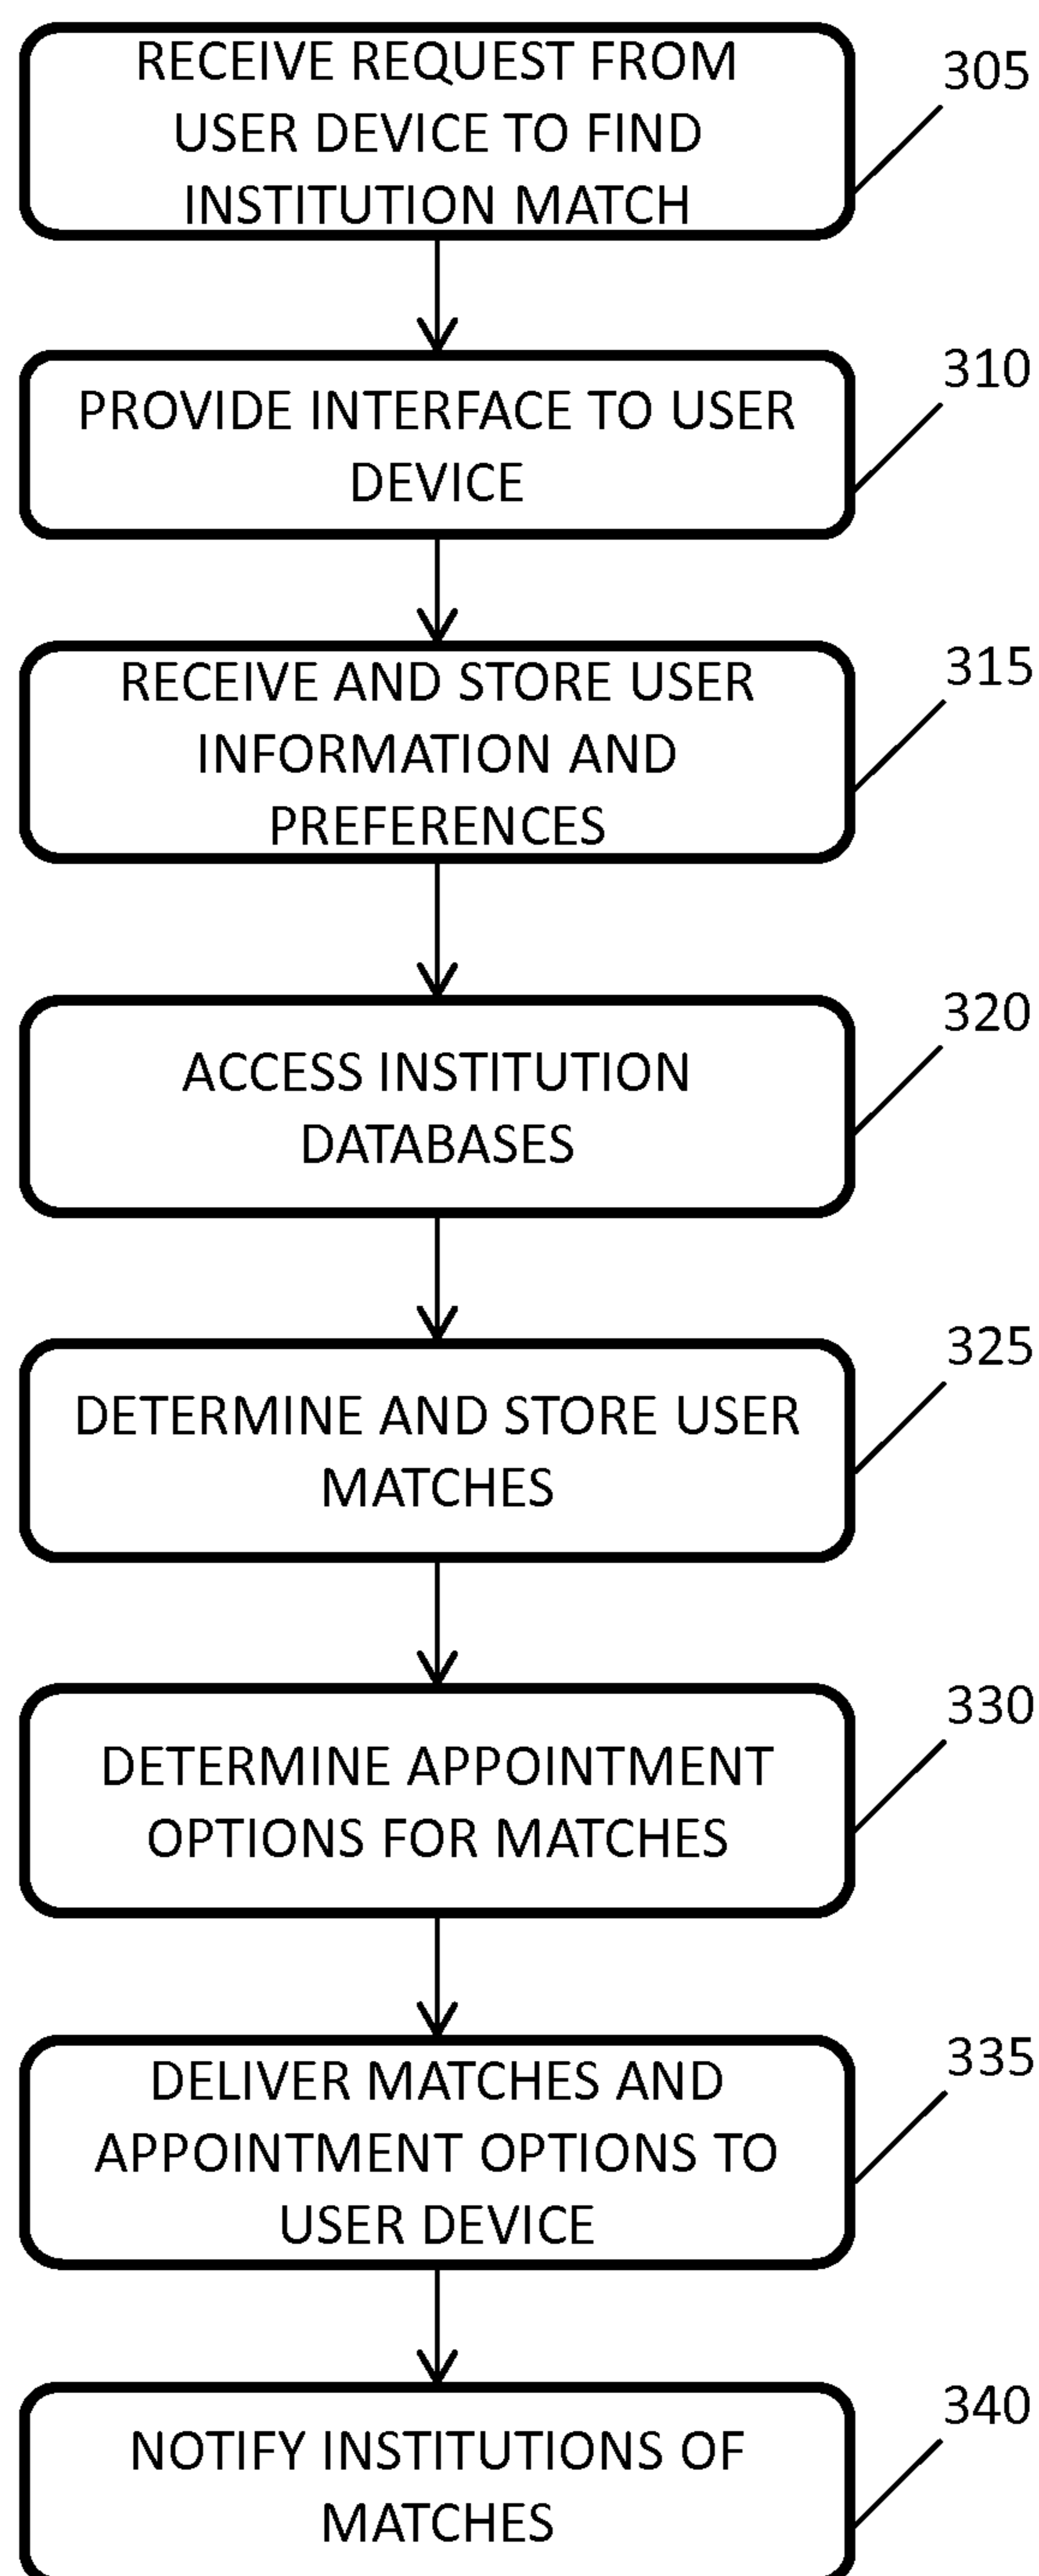 RECEIVE REQUEST FROM
USER DEVICE TO FIND
INSTITUTION MATCH
305
PROVIDE INTERFACE TO USER
DEVICE
310
RECEIVE AND STORE USER
INFORMATION AND
PREFERENCES
315
ACCESS INSTITUTION
DATABASES
320
DETERMINE AND STORE USER
MATCHES
325
DETERMINE APPOINTMENT
OPTIONS FOR MATCHES
330
DELIVER MATCHES AND
APPOINTMENT OPTIONS TO
USER DEVICE
335
NOTIFY INSTITUTIONS OF
MATCHES
340